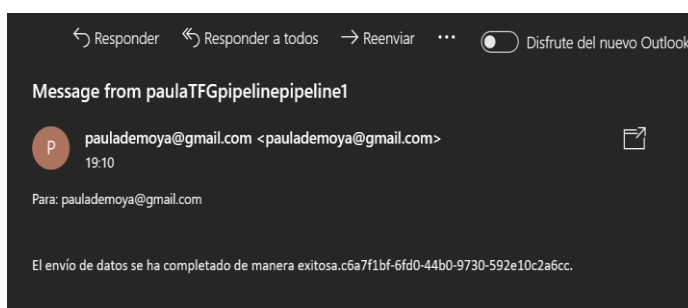 Responder Responder a todos Reenviar ... Disfrute del nuevo Outlook
Message from paulaTFGpipelinepipeline1
P
paulademoya@gmail.com <paulademoya@gmail.com>
19:10
Para: paulademoya@gmail.com
El envío de datos se ha completado de manera exitosa.c6a7f1bf-6fd0-44b0-9730-592e10c2a6cc.